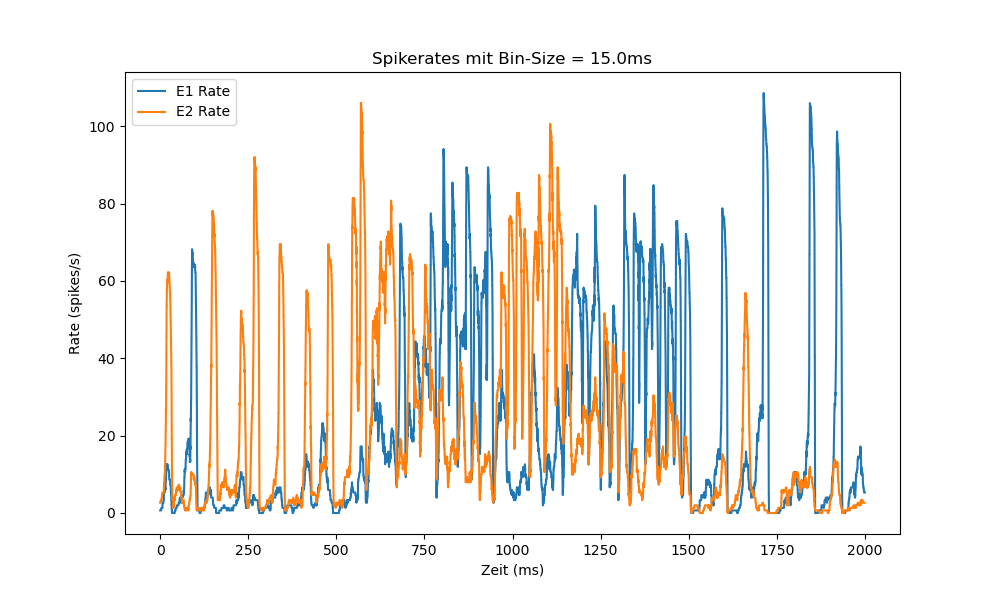 Spikerates mit Bin-Size = 15.0ms
E1 Rate
E2 Rate
Rate (spikes/s)
100
80
60
40
20
0
0 250 500 750 1000 1250 1500 1750 2000
Zeit (ms)